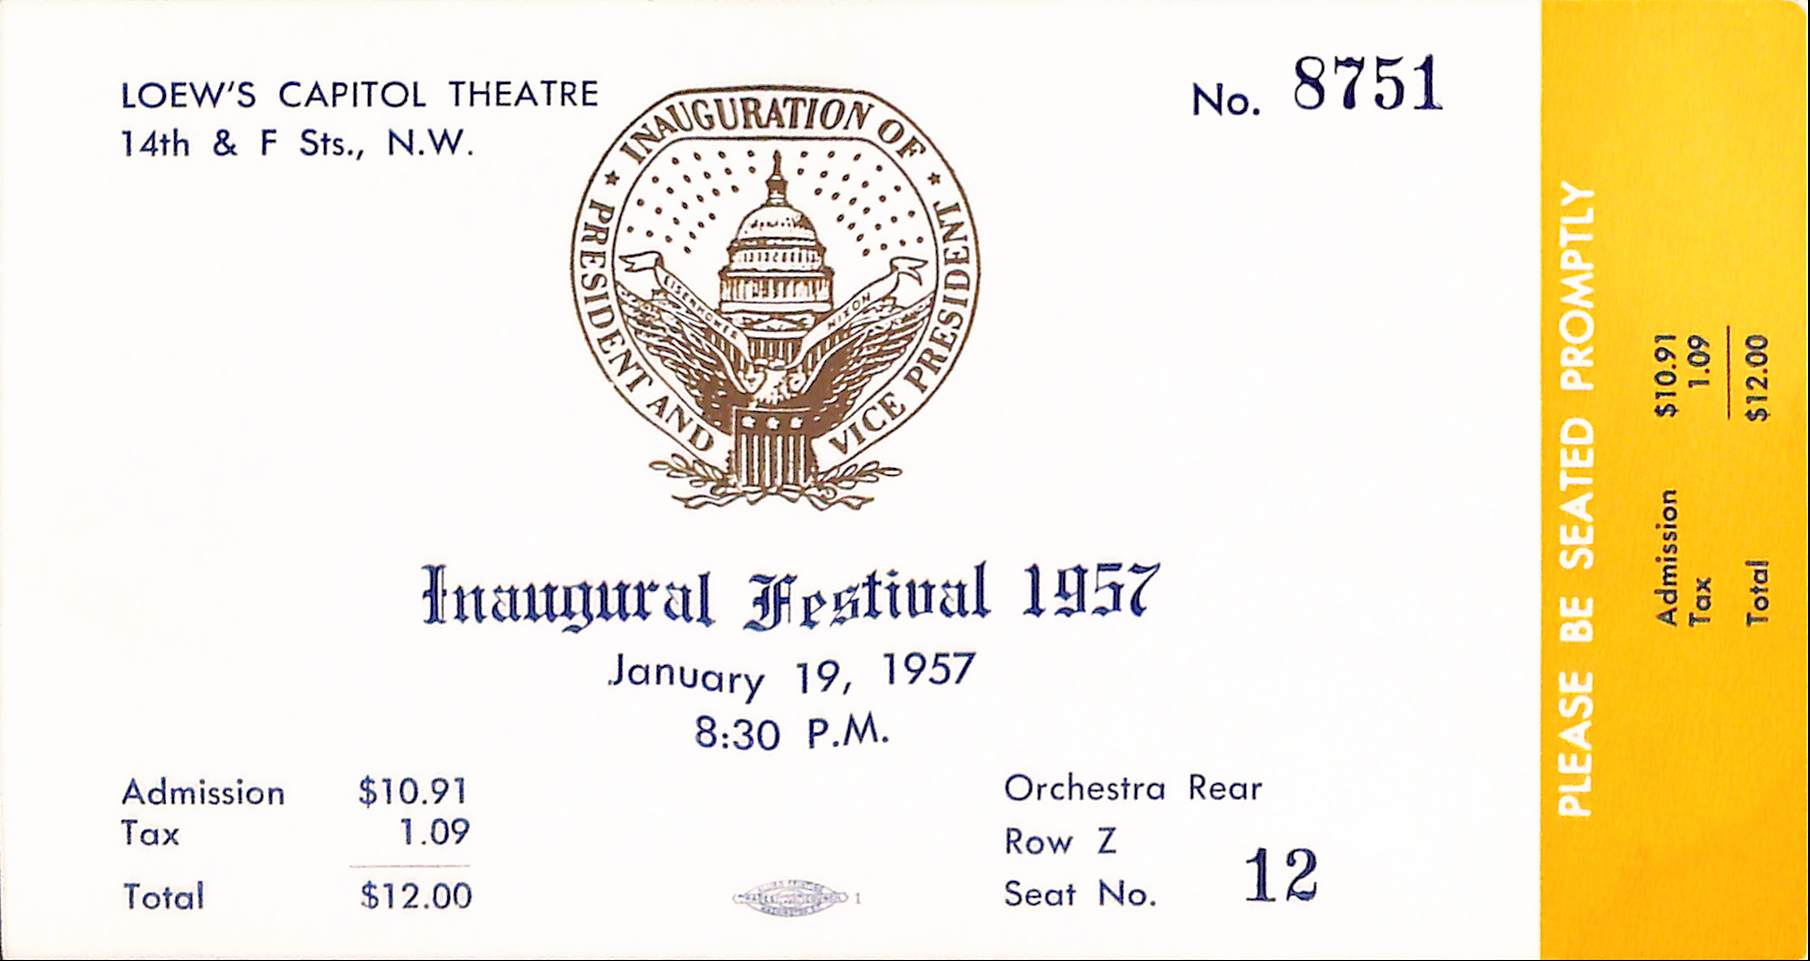 LOEW'S CAPITOL THEATRE
14th & F Sts., N.W.
No. 8751
INAUGURATION OF
PRESIDENT AND
VICE PRESIDENT
EISENHOWER
NIXON
Inaugural Festival 1957
January 19, 1957
8:30 P.M.
Admission $10.91
Tax 1.09
Total $12.00
Orchestra Rear
Row Z
Seat No. 12
1
PLEASE BE SEATED PROMPTLY
Admission $10.91
Tax 1.09
Total $12.00